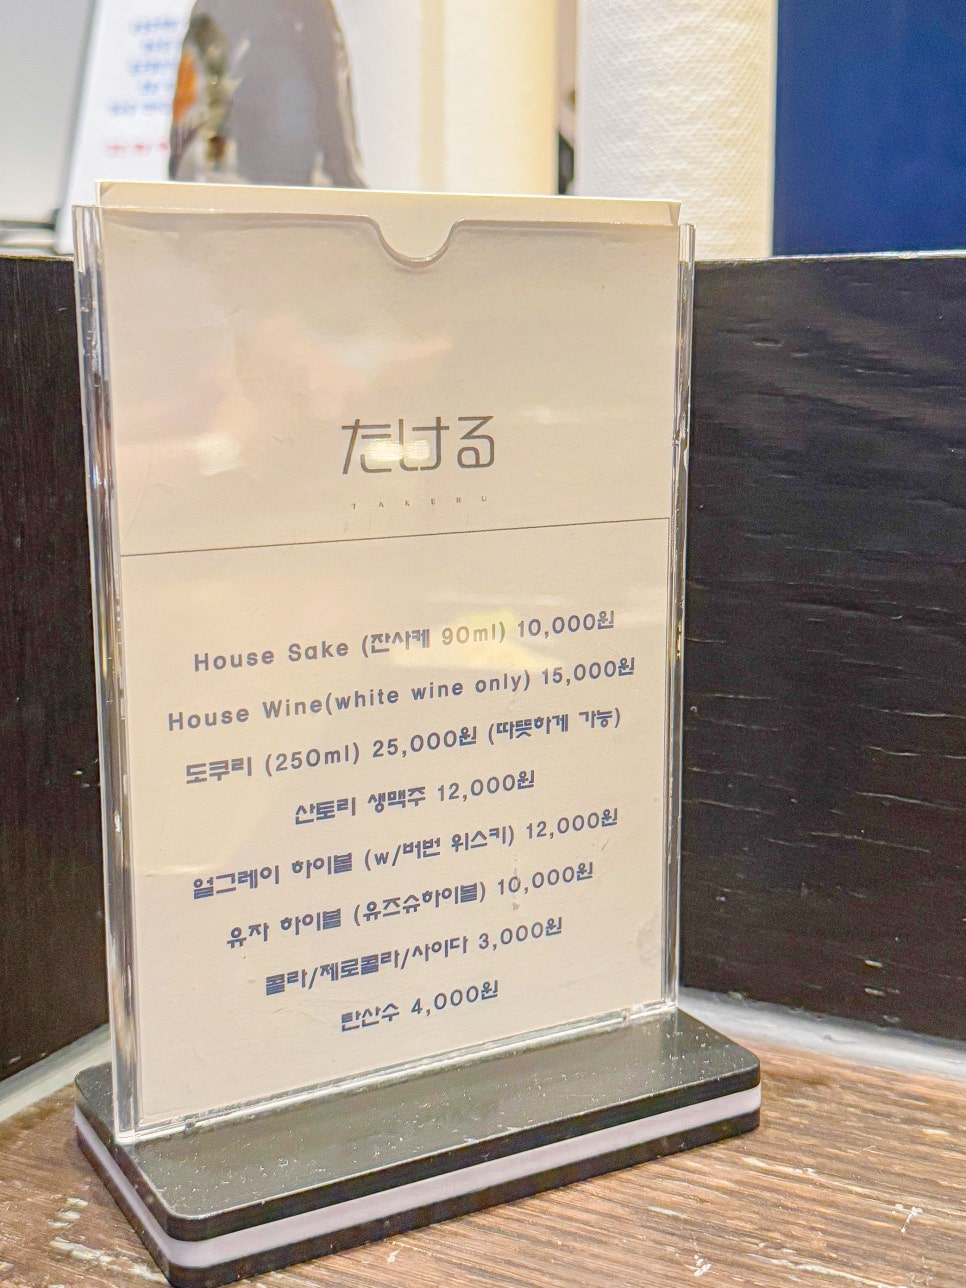 たける
TAKERU
House Sake (잔사케 90ml) 10,000원
House Wine(white wine only) 15,000원
도쿠리 (250ml) 25,000원 (따뜻하게 가능)
산토리 생맥주 12,000원
얼그레이 하이볼 (w/버번 위스키) 12,000원
유자 하이볼 (유즈슈하이볼) 10,000원
콜라/제로콜라/사이다 3,000원
탄산수 4,000원